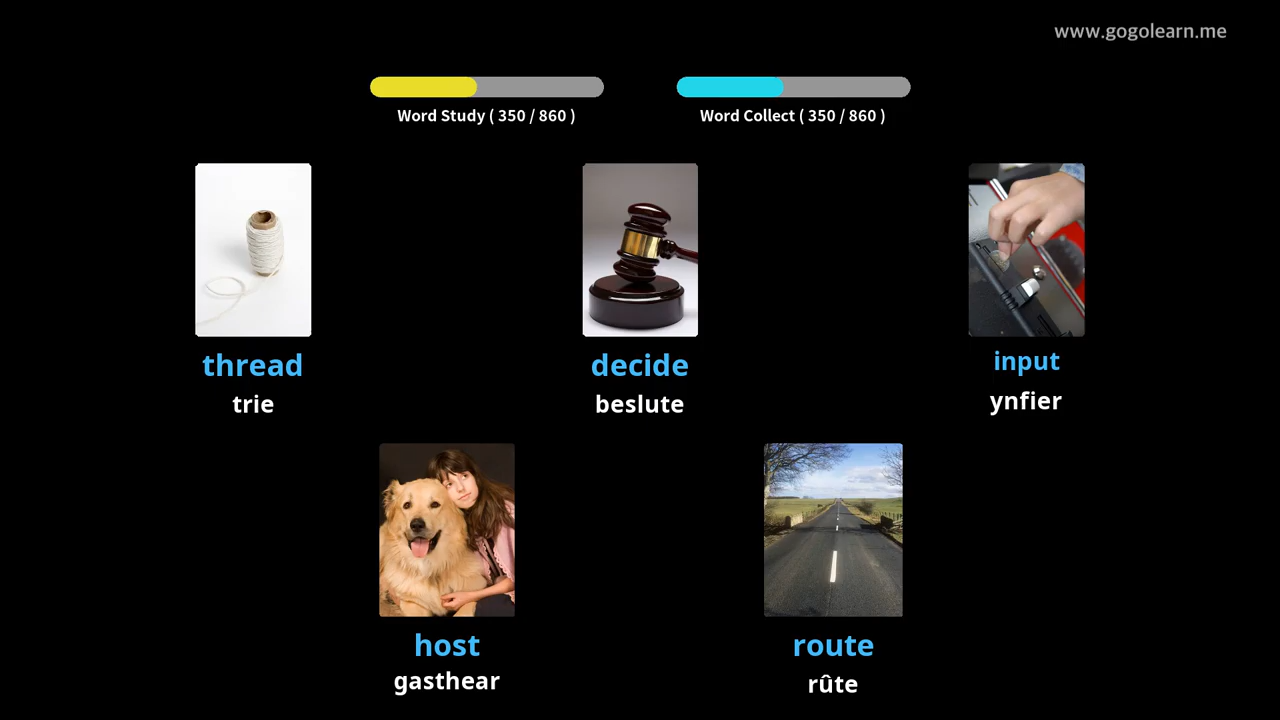 www.gogolearn.me
Word Study ( 350 / 860 )
Word Collect ( 350 / 860 )
thread
trie
decide
beslute
input
ynfier
host
gasthear
route
rûte